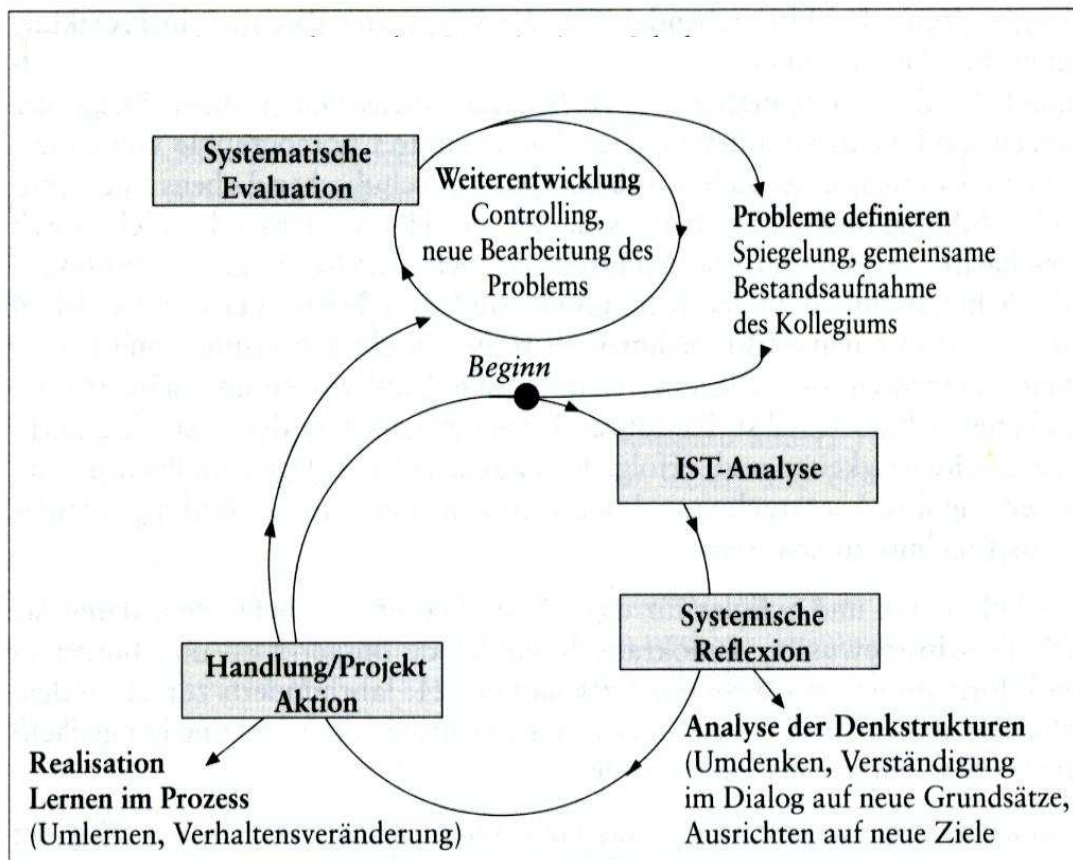 Systematische
Evaluation
Weiterentwicklung
Controlling,
neue Bearbeitung des
Problems
Probleme definieren
Spiegelung, gemeinsame
Bestandsaufnahme
des Kollegiums
Beginn
IST-Analyse
Systemische
Reflexion
Handlung/Projekt
Aktion
Analyse der Denkstrukturen
(Umdenken, Verständigung
im Dialog auf neue Grundsätze,
Ausrichten auf neue Ziele
Realisation
Lernen im Prozess
(Umlernen, Verhaltensveränderung)